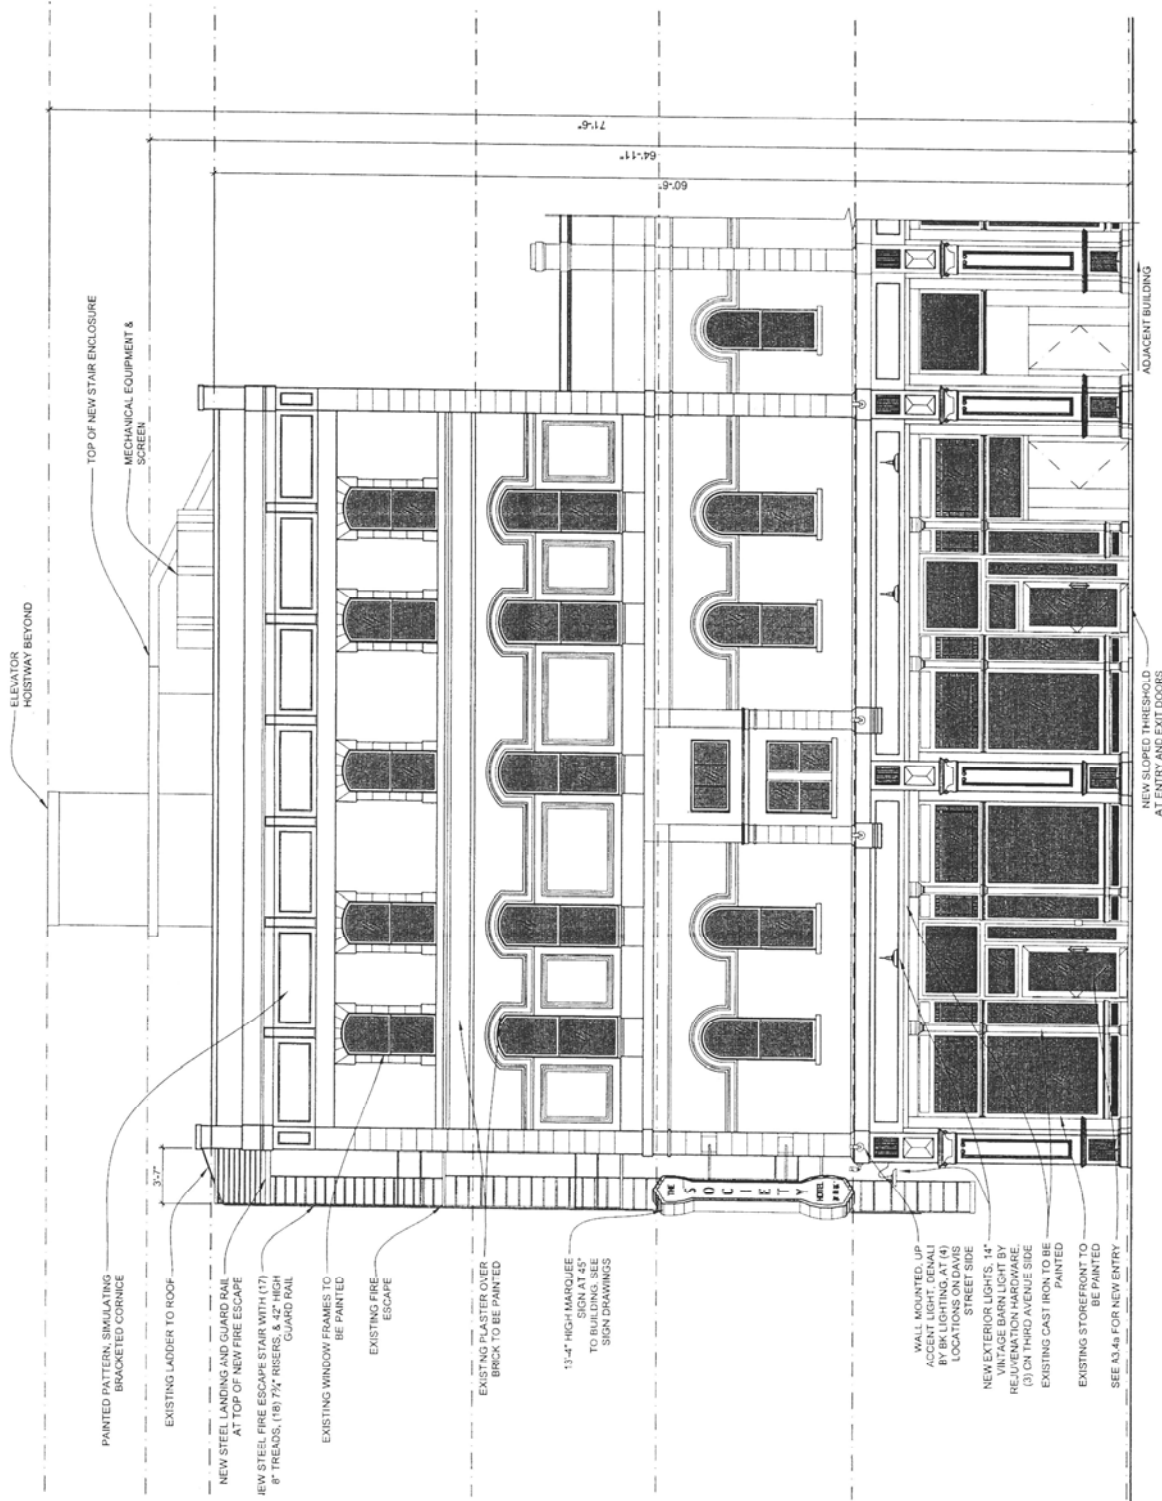 ELEVATOR
HOISTWAY BEYOND
TOP OF NEW STAIR ENCLOSURE
MECHANICAL EQUIPMENT &
SCREEN
PAINTED PATTERN, SIMULATING
BRACKETED CORNICE
EXISTING LADDER TO ROOF
3'-7"
NEW STEEL LANDING AND GUARD RAIL
AT TOP OF NEW FIRE ESCAPE
NEW STEEL FIRE ESCAPE STAIR WITH (17)
8" TREADS, (18) 7¾" RISERS, & 42" HIGH
GUARD RAIL
EXISTING WINDOW FRAMES TO
BE PAINTED
EXISTING FIRE
ESCAPE
EXISTING PLASTER OVER
BRICK TO BE PAINTED
13'-4" HIGH MARQUEE
SIGN AT 45°
TO BUILDING, SEE
SIGN DRAWINGS
THE
SOCIETY
HOTEL
WALL MOUNTED, UP
ACCENT LIGHT, DENALI
BY BK LIGHTING, AT (4)
LOCATIONS ON DAVIS
STREET SIDE
NEW EXTERIOR LIGHTS, 14"
VINTAGE BARN LIGHT BY
REJUVENATION HARDWARE,
(3) ON THIRD AVENUE SIDE
EXISTING CAST IRON TO BE
PAINTED
EXISTING STOREFRONT TO
BE PAINTED
SEE A3.4a FOR NEW ENTRY
71'-6"
64'-11"
60'-6"
NEW SLOPED THRESHOLD
AT ENTRY AND EXIT DOORS
ADJACENT BUILDING